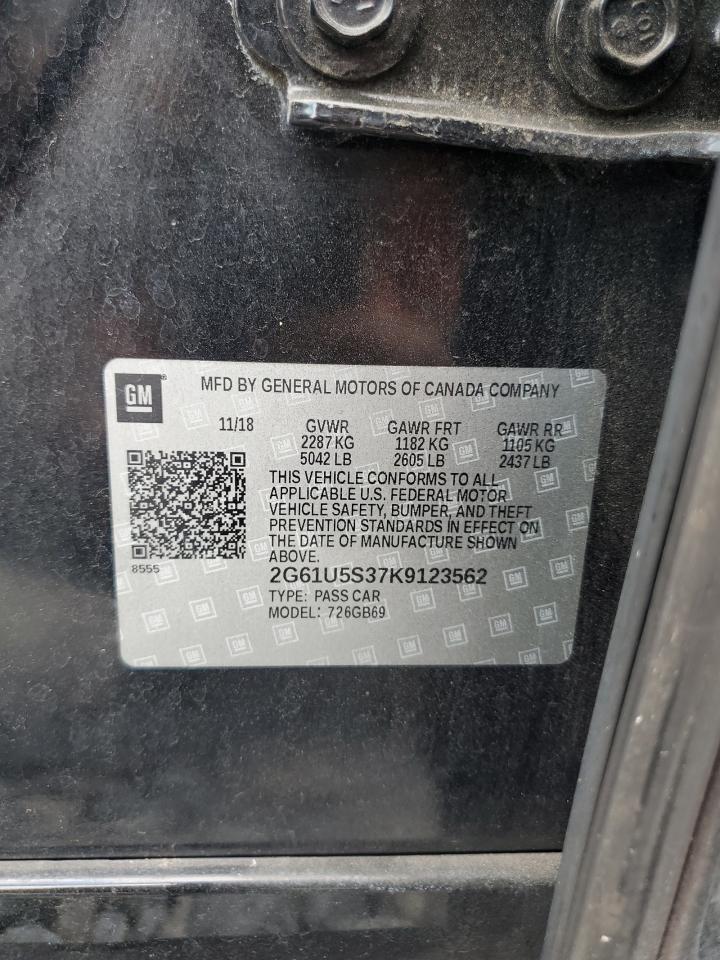 GM ®
MFD BY GENERAL MOTORS OF CANADA COMPANY
11/18 GVWR GAWR FRT GAWR RR
2287 KG 1182 KG 1105 KG
5042 LB 2605 LB 2437 LB
THIS VEHICLE CONFORMS TO ALL
APPLICABLE U.S. FEDERAL MOTOR
VEHICLE SAFETY, BUMPER, AND THEFT
PREVENTION STANDARDS IN EFFECT ON
THE DATE OF MANUFACTURE SHOWN
ABOVE.
8555
2G61U5S37K9123562
TYPE: PASS CAR
MODEL: 726GB69